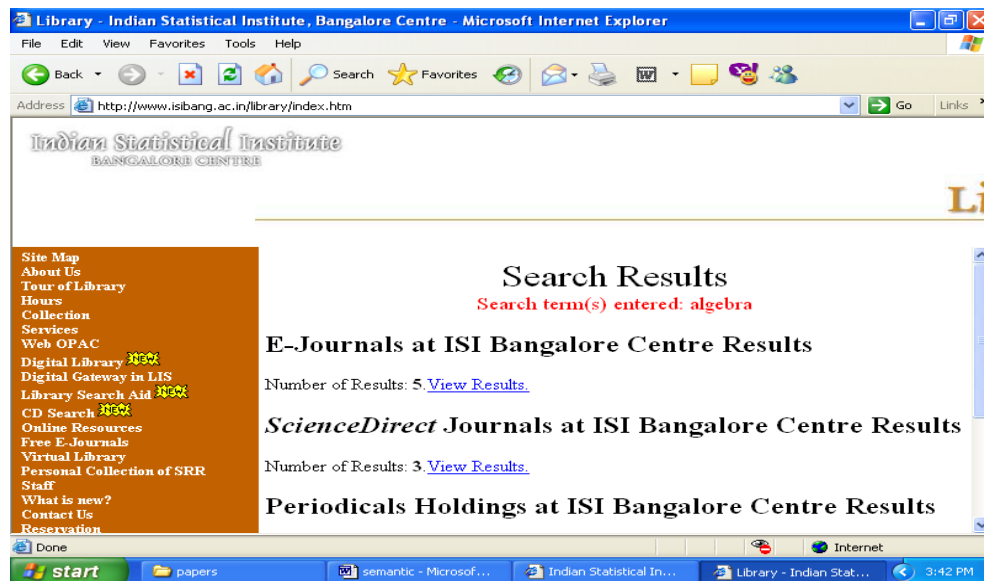 Library - Indian Statistical Institute, Bangalore Centre - Microsoft Internet Explorer
File Edit View Favorites Tools Help
Back Search Favorites
Address http://www.isibang.ac.in/library/index.htm Go Links
Indian Statistical Institute
BANGALORE CENTRE
Li
Site Map
About Us
Tour of Library
Hours
Collection
Services
Web OPAC
Digital Library NEW
Digital Gateway in LIS
Library Search Aid NEW
CD Search NEW
Online Resources
Free E-Journals
Virtual Library
Personal Collection of SRR
Staff
What is new?
Contact Us
Reservation
Search Results
Search term(s) entered: algebra
E-Journals at ISI Bangalore Centre Results
Number of Results: 5. View Results.
ScienceDirect Journals at ISI Bangalore Centre Results
Number of Results: 3. View Results.
Periodicals Holdings at ISI Bangalore Centre Results
Done Internet
start papers semantic - Microsof... Indian Statistical In... Library - Indian Stat... 3:42 PM